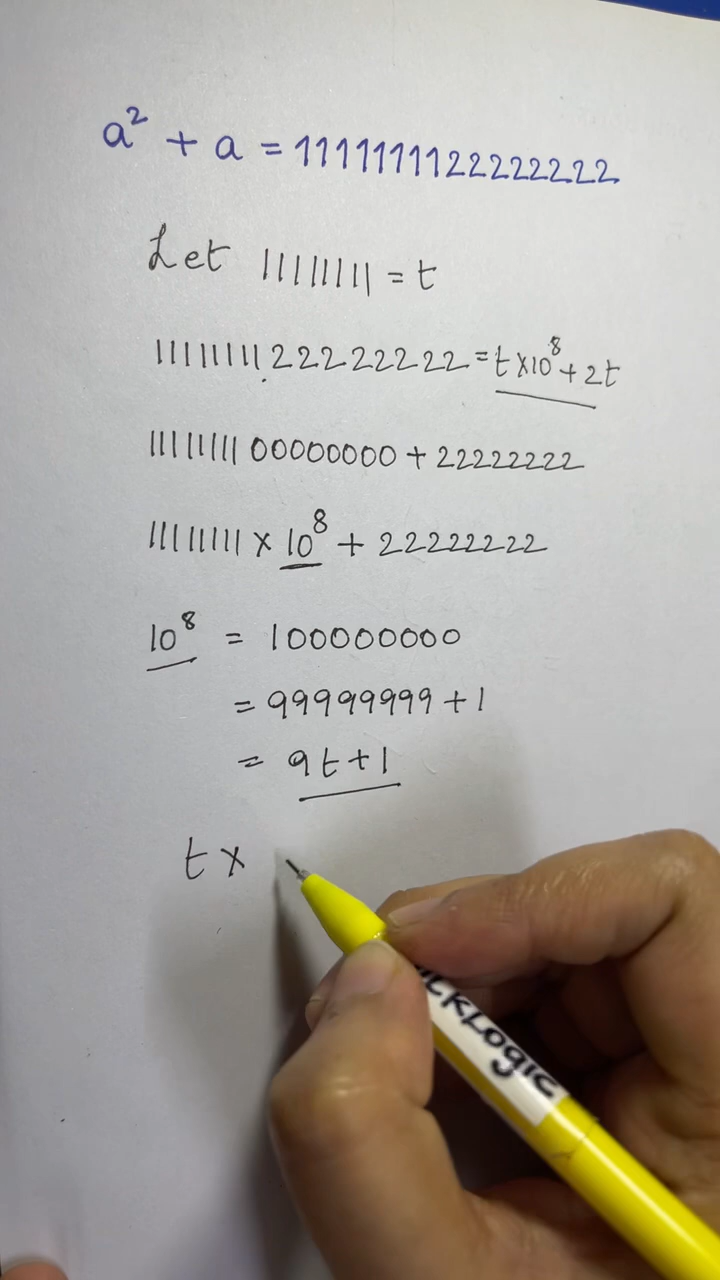 a² + a = 1111111122222222
Let 11111111 = t
1111111122222222 = t×10⁸ + 2t
1111111100000000 + 22222222
11111111 × 10⁸ + 22222222
10⁸ = 100000000
= 99999999 + 1
= 9t + 1
t ×